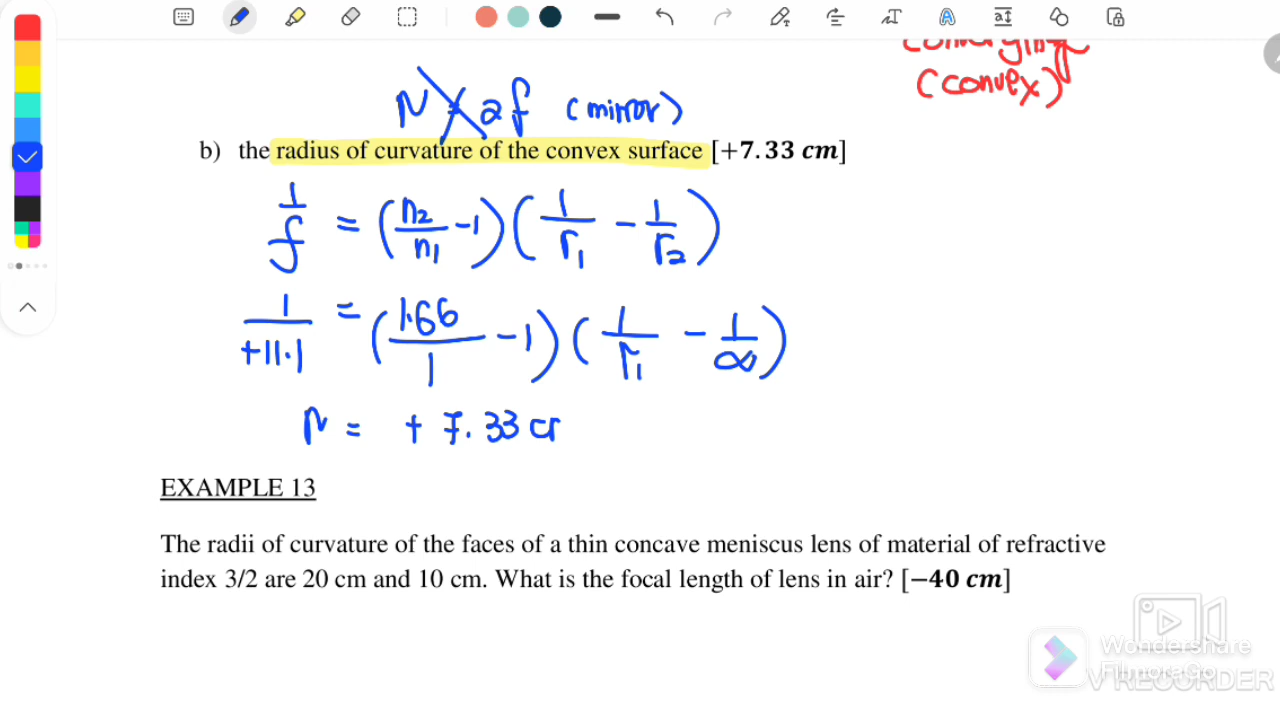 converging
(convex)
r ≠ 2f (mirror)
b) the radius of curvature of the convex surface [+7.33 cm]
1/f = (n₂/n₁ - 1)(1/r₁ - 1/r₂)
1/+11.1 = (1.66/1 - 1)(1/r₁ - 1/∞)
r = + 7.33 cm
EXAMPLE 13
The radii of curvature of the faces of a thin concave meniscus lens of material of refractive
index 3/2 are 20 cm and 10 cm. What is the focal length of lens in air? [−40 cm]
Wondershare
FilmoraGo
V RECORDER